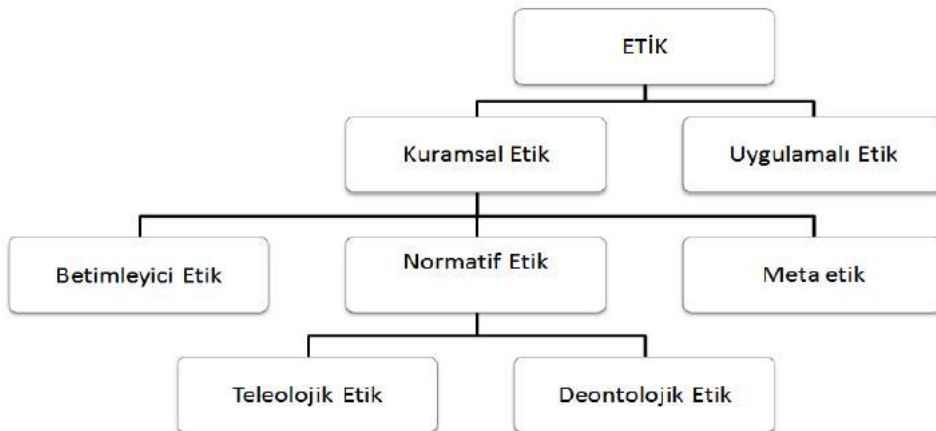 ETİK
Kuramsal Etik
Uygulamalı Etik
Betimleyici Etik
Normatif Etik
Meta etik
Teleolojik Etik
Deontolojik Etik